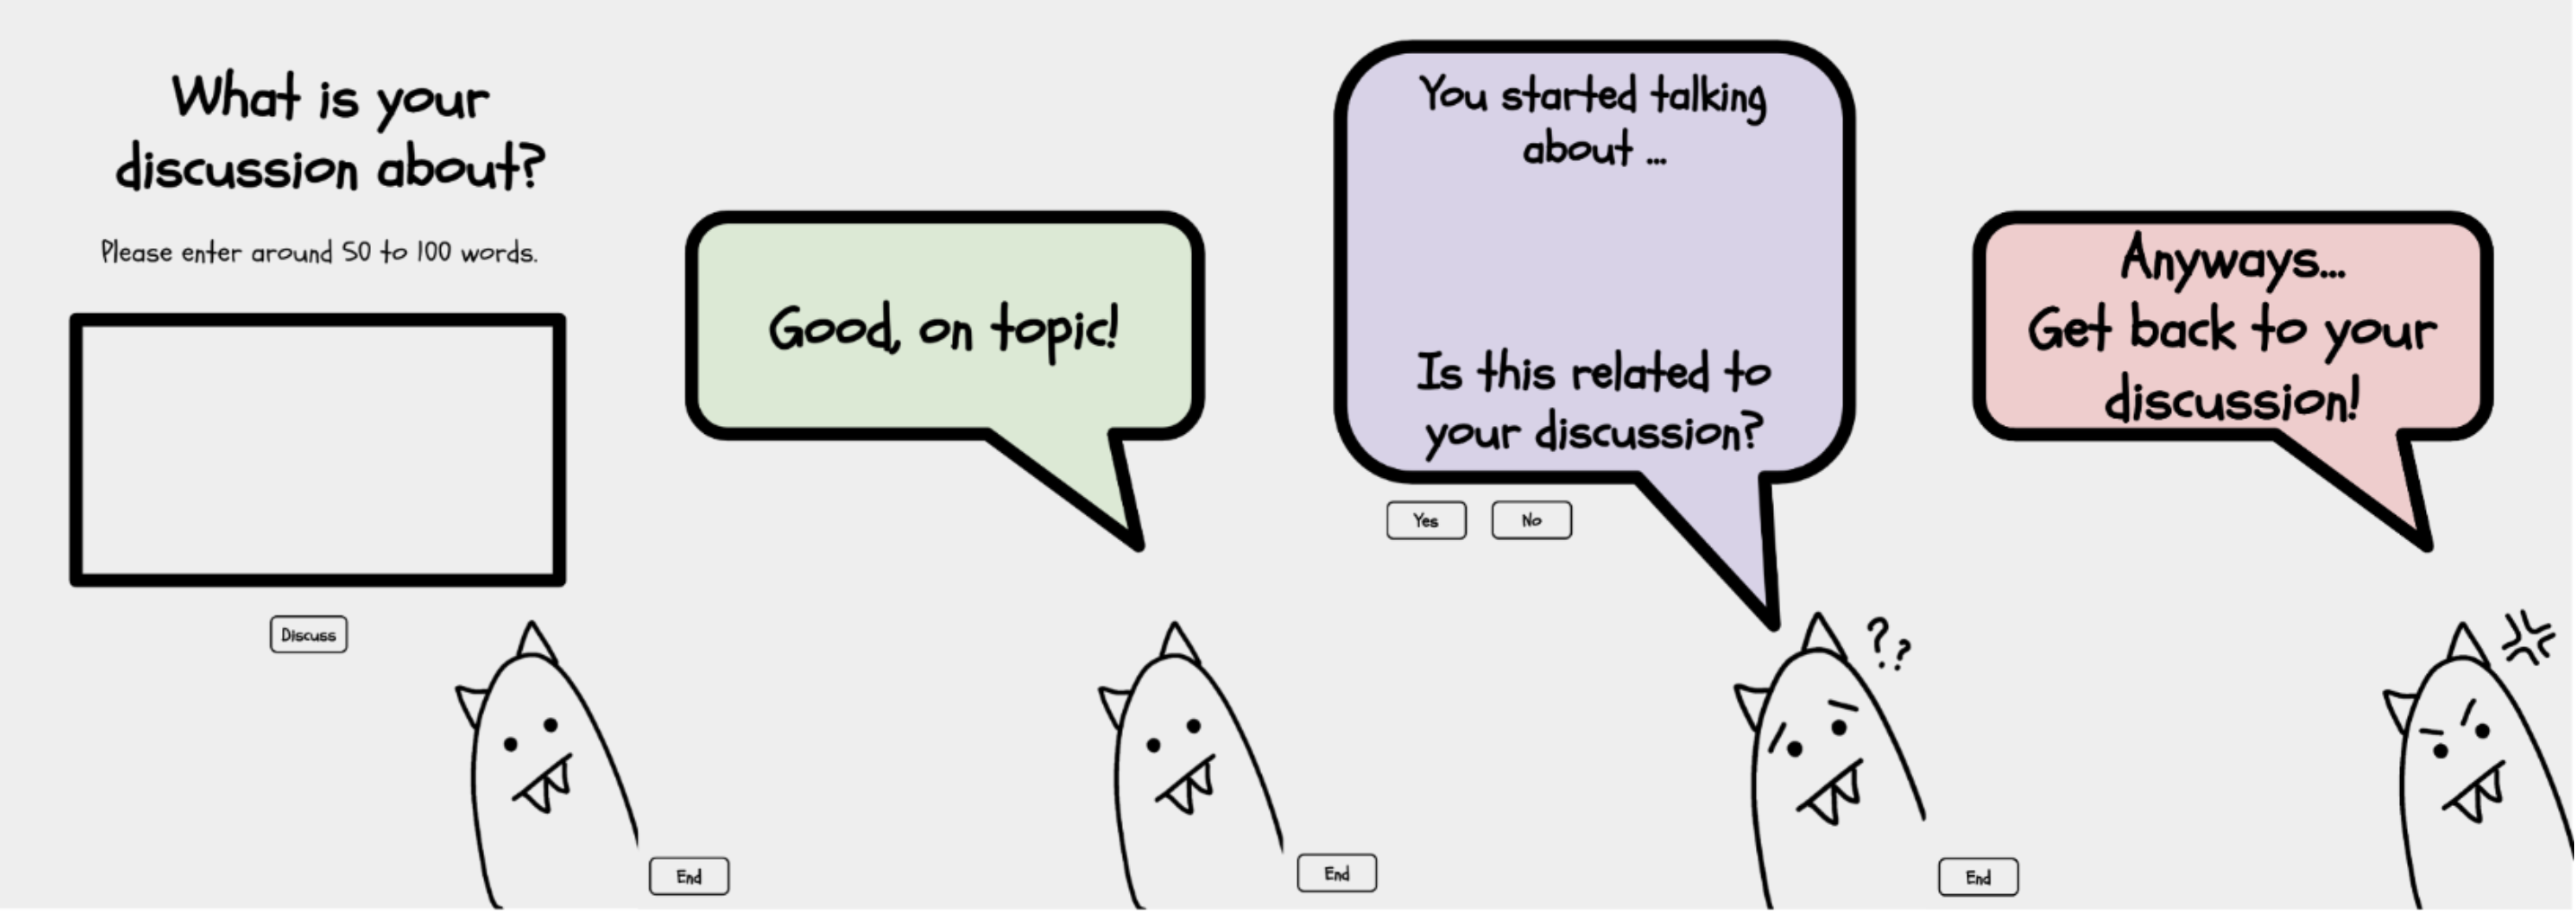 What is your
discussion about?
Please enter around 50 to 100 words.
Discuss
Good, on topic!
End
You started talking
about ...
Is this related to
your discussion?
Yes
No
??
End
Anyways...
Get back to your
discussion!
End